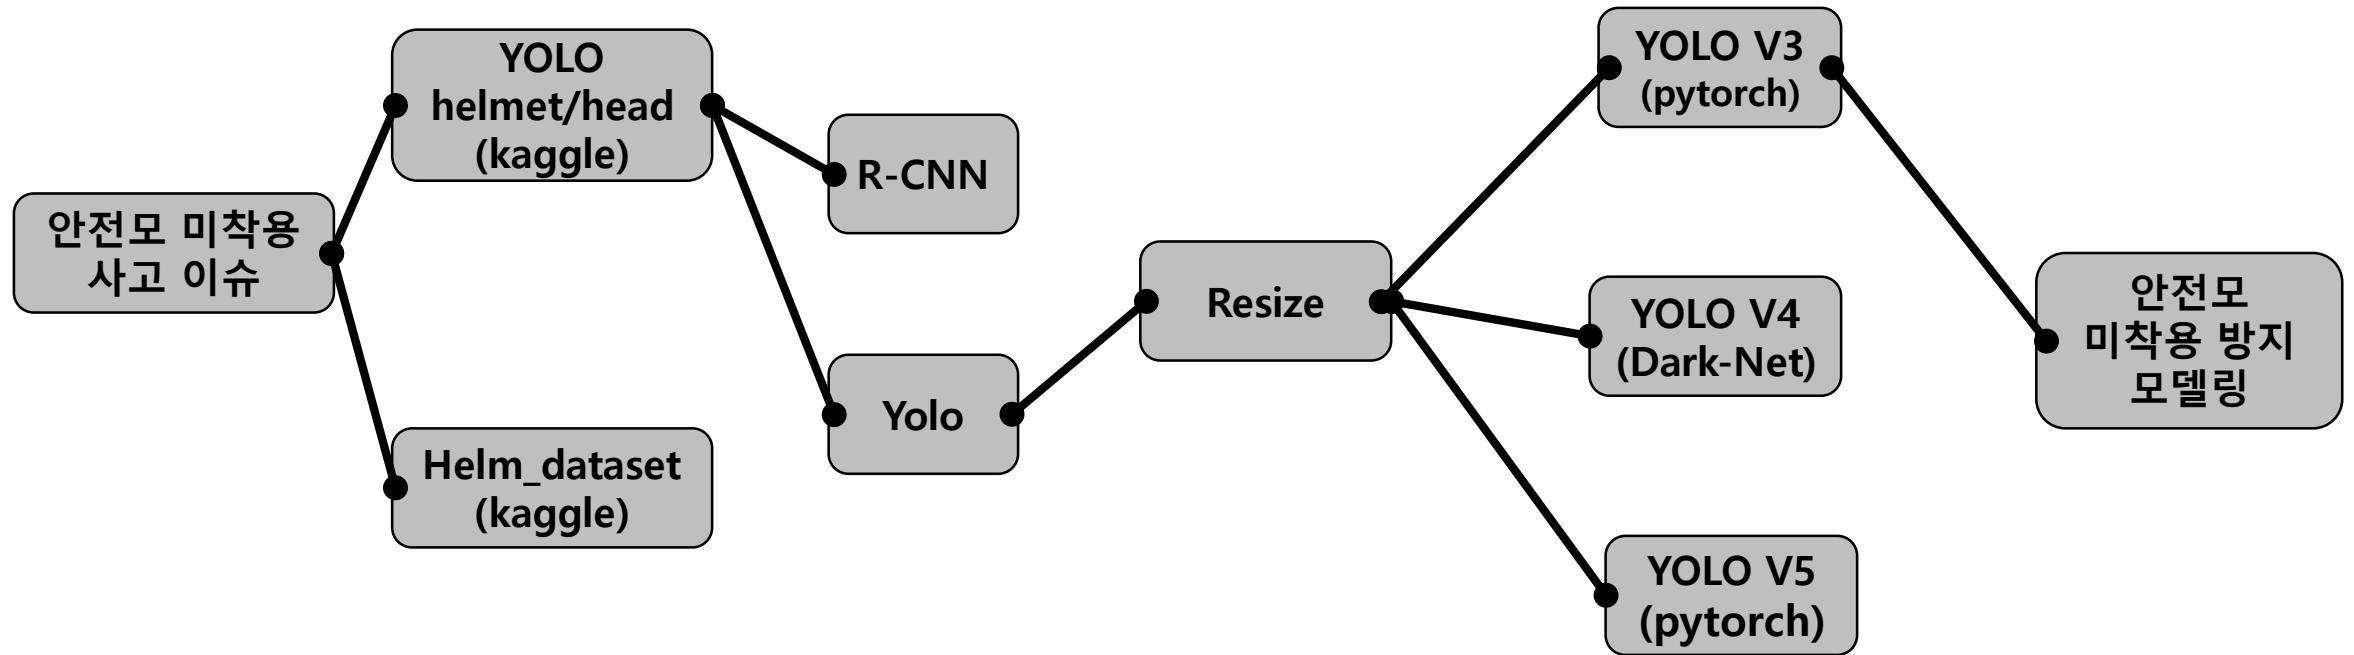 안전모 미착용
사고 이슈
YOLO
helmet/head
(kaggle)
Helm_dataset
(kaggle)
R-CNN
Yolo
Resize
YOLO V3
(pytorch)
YOLO V4
(Dark-Net)
YOLO V5
(pytorch)
안전모
미착용 방지
모델링